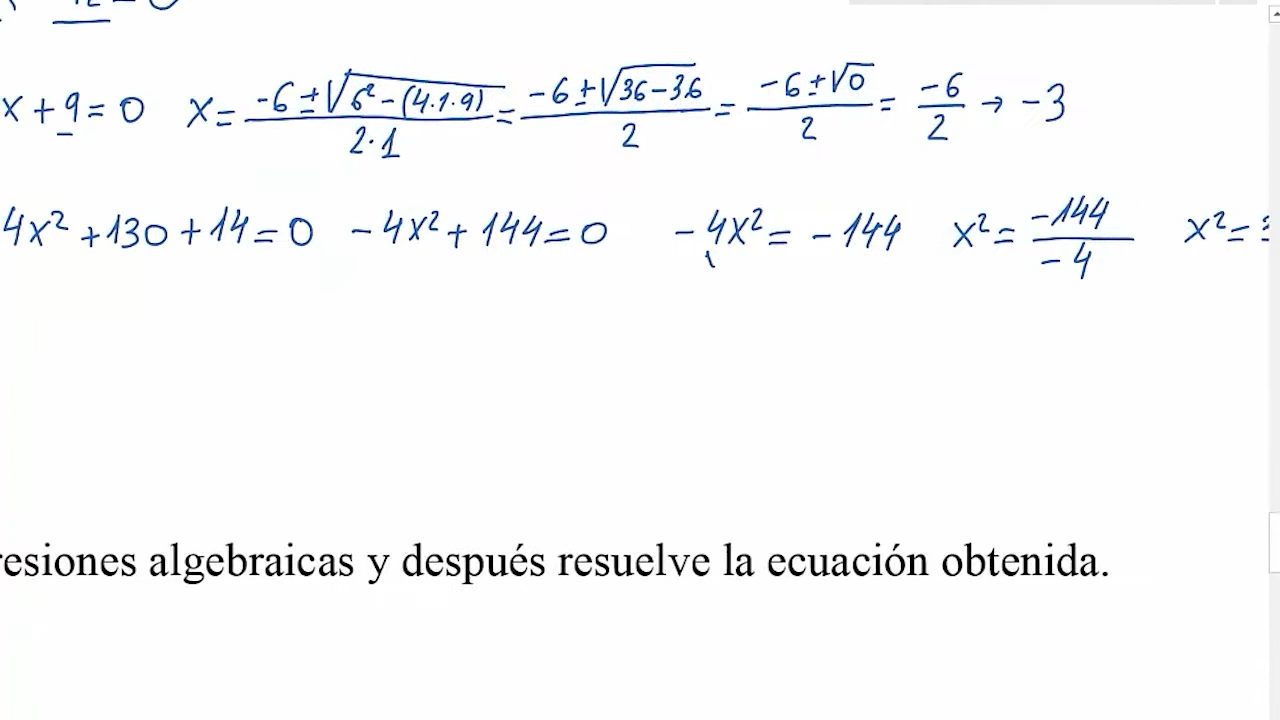 x + 9 = 0 x = (-6 ± √(6² - (4·1·9)))/(2·1) = (-6 ± √(36 - 36))/2 = (-6 ± √0)/2 = -6/2 → -3
4x² + 130 + 14 = 0 - 4x² + 144 = 0 - 4x² = - 144 x² = -144/-4 x² =
resiones algebraicas y después resuelve la ecuación obtenida.